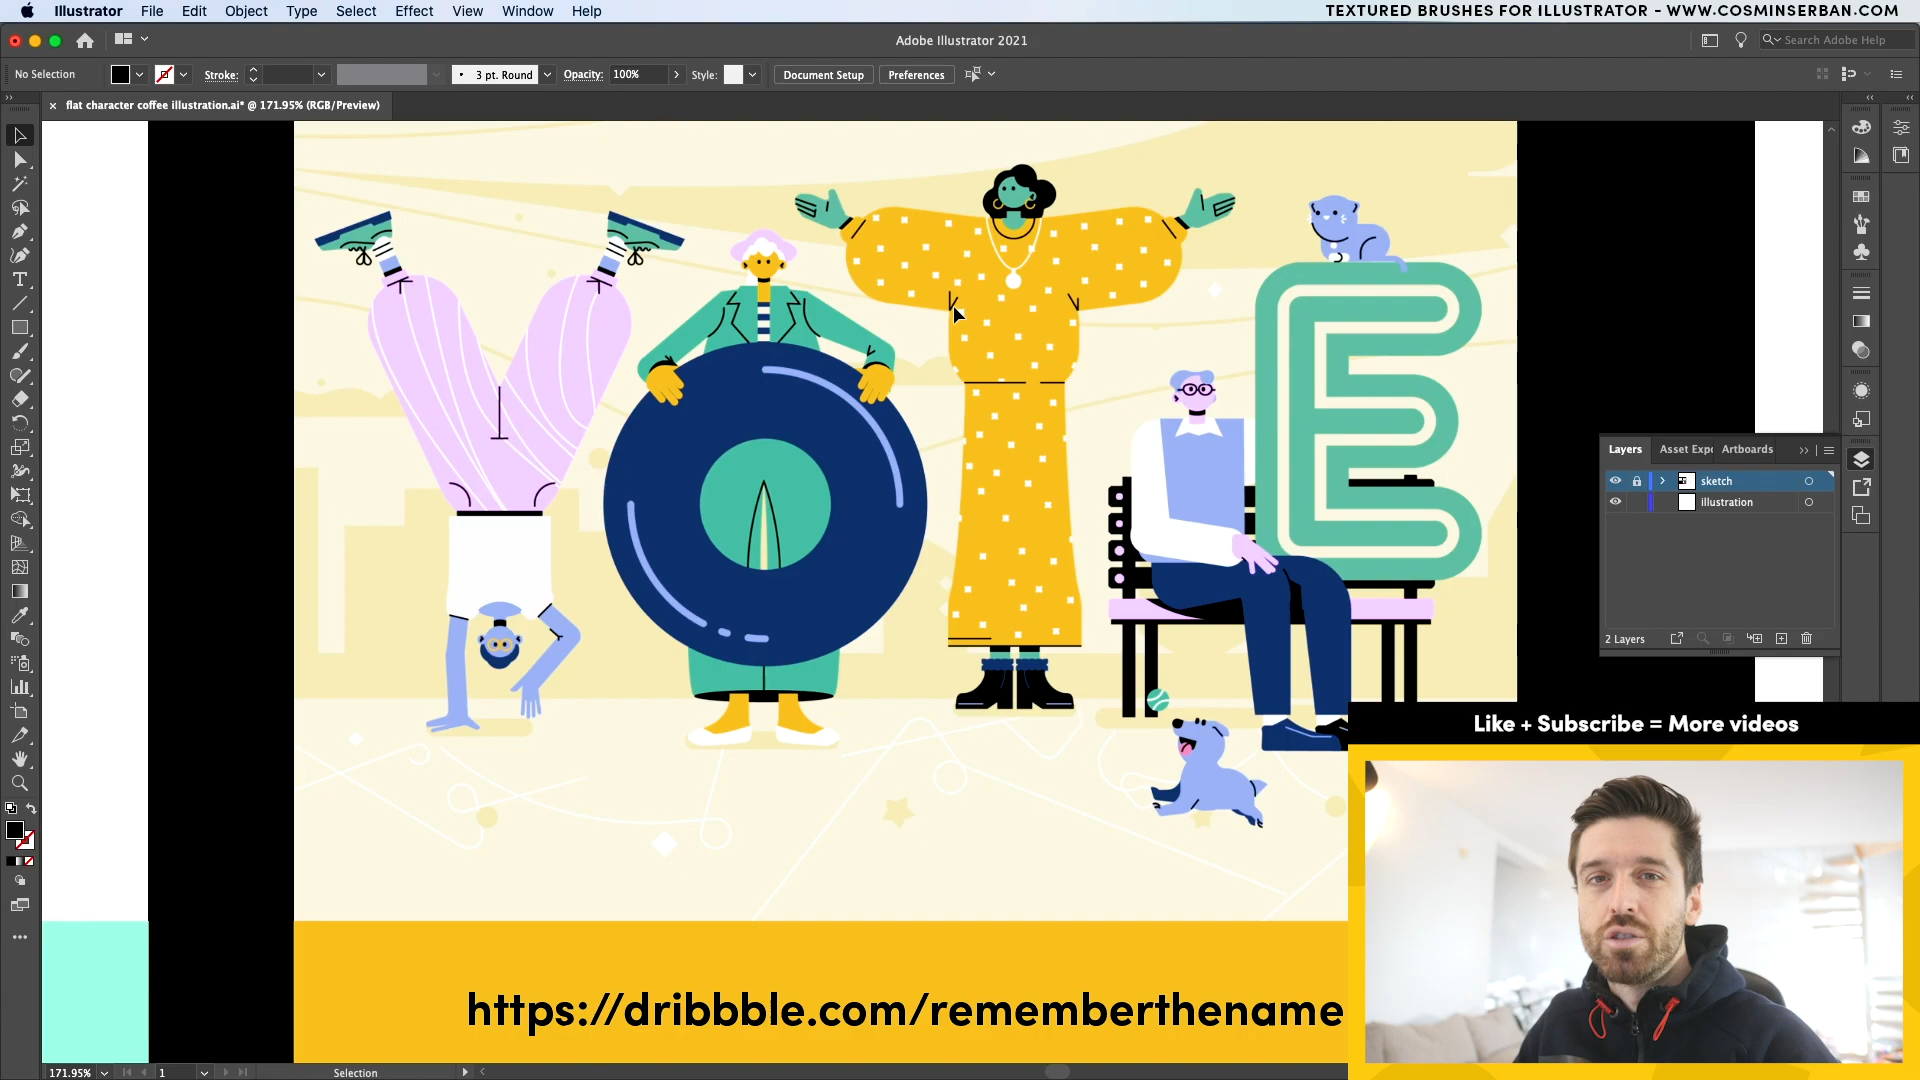 Illustrator File Edit Object Type Select Effect View Window Help
TEXTURED BRUSHES FOR ILLUSTRATOR - WWW.COSMINSERBAN.COM
Adobe Illustrator 2021
Search Adobe Help
No Selection
Stroke:
3 pt. Round
Opacity: 100%
Style:
Document Setup
Preferences
× flat character coffee illustration.ai* @ 171.95% (RGB/Preview)
E
Layers Asset Expo Artboards
sketch
illustration
2 Layers
Like + Subscribe = More videos
https://dribbble.com/rememberthename
171.95%
1
Selection